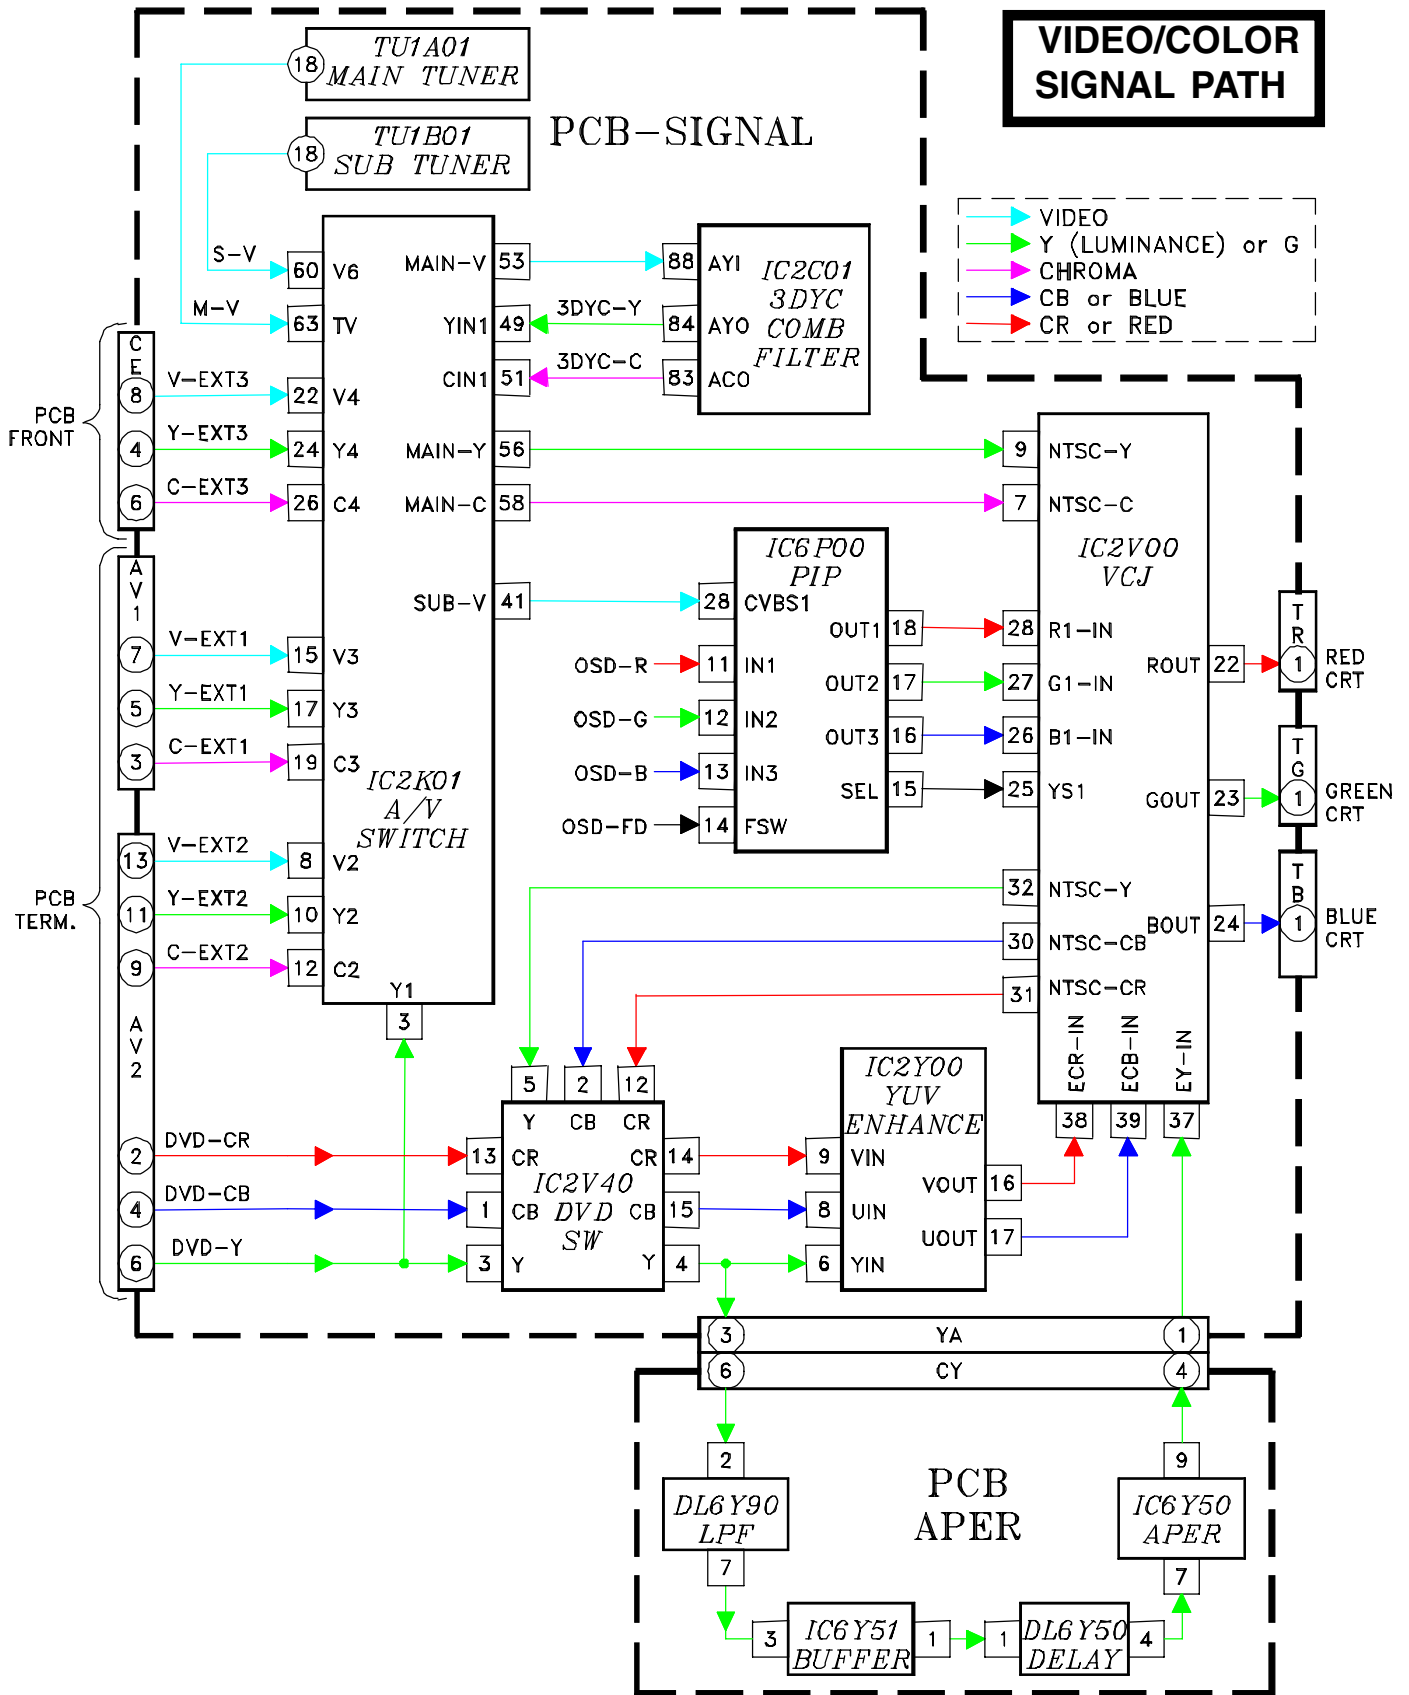 VIDEO/COLOR
SIGNAL PATH
TU1A01
MAIN TUNER
18
TU1B01
SUB TUNER
18
PCB-SIGNAL
VIDEO
Y (LUMINANCE) or G
CHROMA
CB or BLUE
CR or RED
S-V
60 V6
M-V
63 TV
MAIN-V 53
YIN1 49
CIN1 51
3DYC-Y
3DYC-C
88 AYI
84 AYO
83 ACO
IC2C01
3DYC
COMB
FILTER
PCB
FRONT
CE
8 V-EXT3 22 V4
4 Y-EXT3 24 Y4
6 C-EXT3 26 C4
MAIN-Y 56
MAIN-C 58
SUB-V 41
9 NTSC-Y
7 NTSC-C
IC2V00
VCJ
IC6P00
PIP
28 CVBS1
OSD-R 11 IN1
OSD-G 12 IN2
OSD-B 13 IN3
OSD-FD 14 FSW
OUT1 18
OUT2 17
OUT3 16
SEL 15
28 R1-IN
27 G1-IN
26 B1-IN
25 YS1
ROUT 22
GOUT 23
BOUT 24
TR
1
RED
CRT
TG
1
GREEN
CRT
TB
1
BLUE
CRT
PCB
TERM.
AV1
7 V-EXT1 15 V3
5 Y-EXT1 17 Y3
3 C-EXT1 19 C3
IC2K01
A/V
SWITCH
13 V-EXT2 8 V2
11 Y-EXT2 10 Y2
9 C-EXT2 12 C2
Y1
3
AV2
32 NTSC-Y
30 NTSC-CB
31 NTSC-CR
ECR-IN
ECB-IN
EY-IN
38 39 37
5 2 12
Y CB CR
2 DVD-CR 13 CR
4 DVD-CB 1 CB
6 DVD-Y 3 Y
IC2V40
DVD
SW
CR 14
CB 15
Y 4
IC2Y00
YUV
ENHANCE
9 VIN
8 UIN
6 YIN
VOUT 16
UOUT 17
3 YA 1
6 CY 4
2
DL6Y90
LPF
7
PCB
APER
9
IC6Y50
APER
7
3 IC6Y51
BUFFER 1
1 DL6Y50
DELAY 4